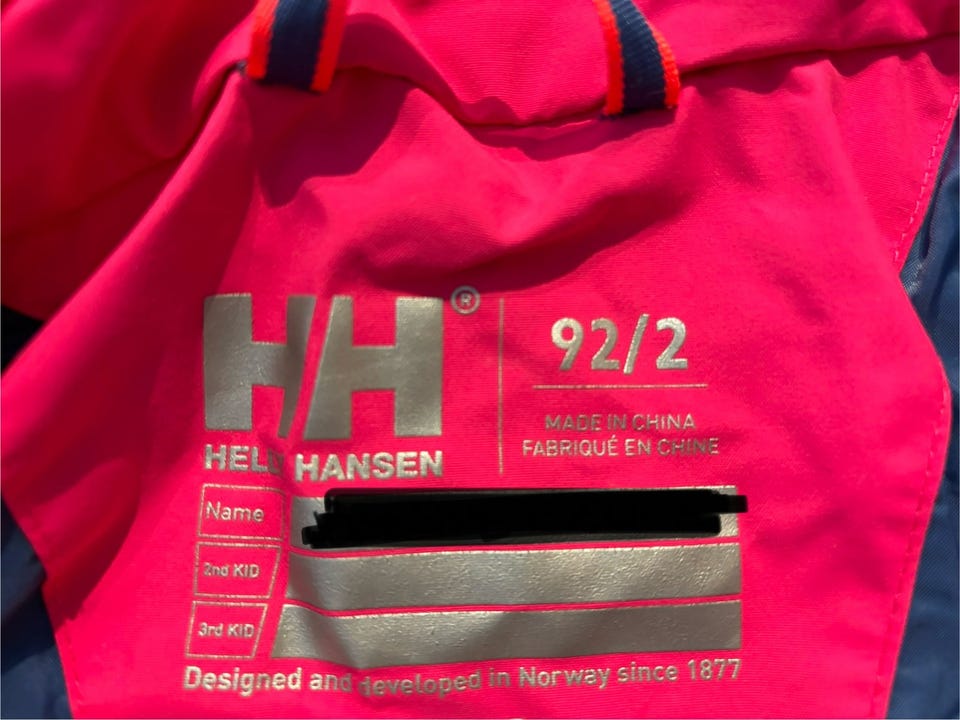 HH®
HELLY HANSEN
92/2
MADE IN CHINA
FABRIQUÉ EN CHINE
Name
2nd KID
3rd KID
Designed and developed in Norway since 1877